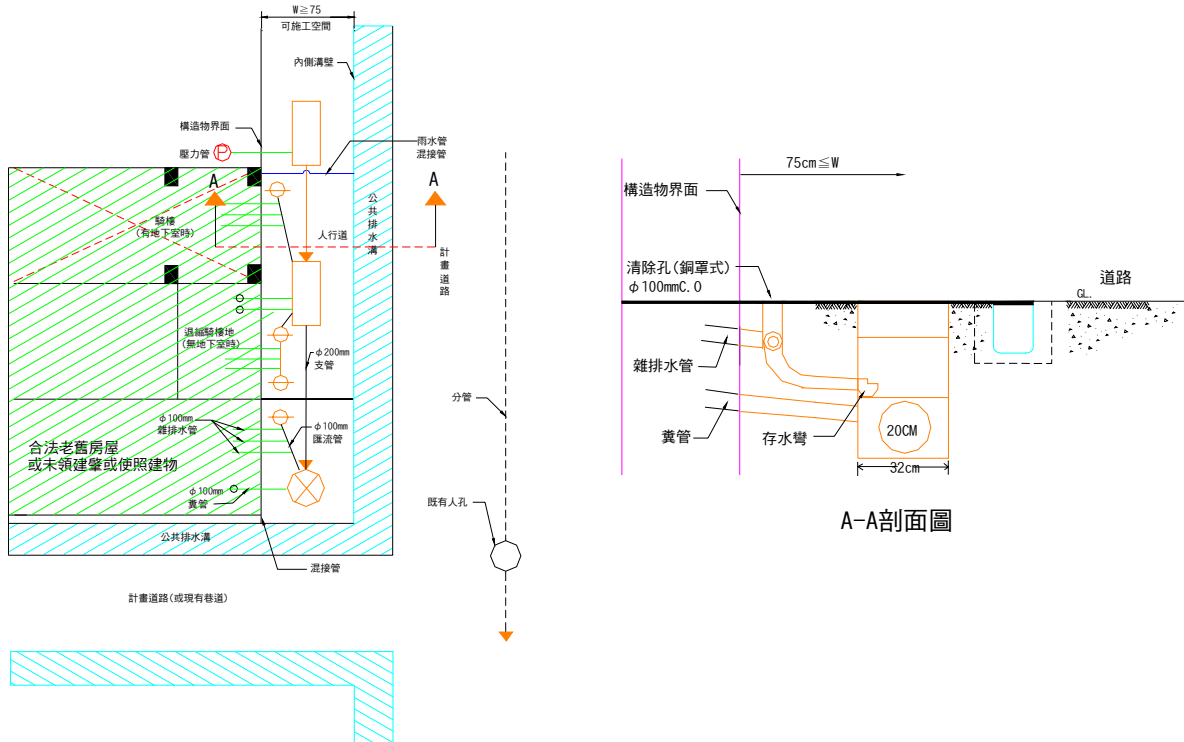 W≧75
可施工空間
內側溝壁
構造物界面
壓力管
P
雨水管
混接管
A
A
騎樓
(有地下室時)
人行道
公共排水溝
計畫道路
退縮騎樓地
(無地下室時)
φ200mm
支管
分管
φ100mm
雜排水管
φ100mm
匯流管
合法老舊房屋
或未領建肇或使照建物
φ100mm
糞管
既有人孔
公共排水溝
混接管
計畫道路(或現有巷道)
75cm≦W
構造物界面
清除孔(銅罩式)
φ100mmC.O
道路
GL.
雜排水管
糞管
存水彎
20CM
32cm
A-A剖面圖